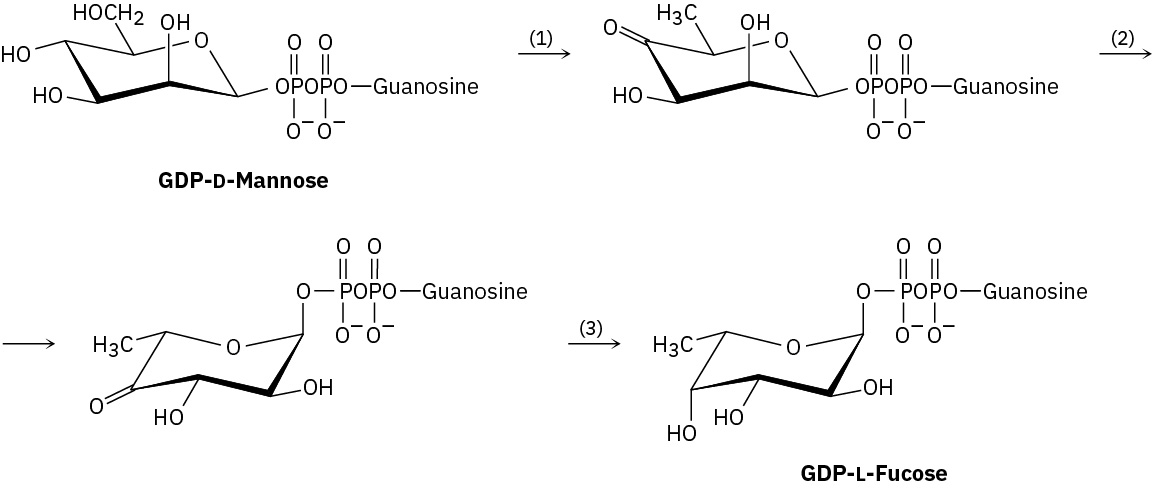 HOCH2 OH
HO O O O (1)
HO OPOPO—Guanosine
O− O−
GDP-D-Mannose
H3C OH
O O O O (2)
HO OPOPO—Guanosine
O− O−
O O
O—POPO—Guanosine
H3C O O− O− (3)
O HO OH
O O
O—POPO—Guanosine
H3C O O− O−
HO HO OH
GDP-L-Fucose